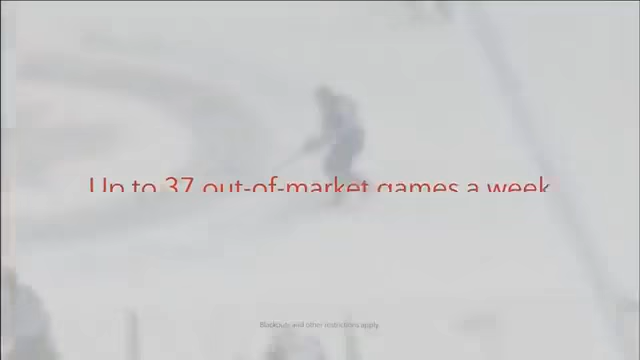 Up to 37 out-of-market games a week
Blackouts and other restrictions apply.